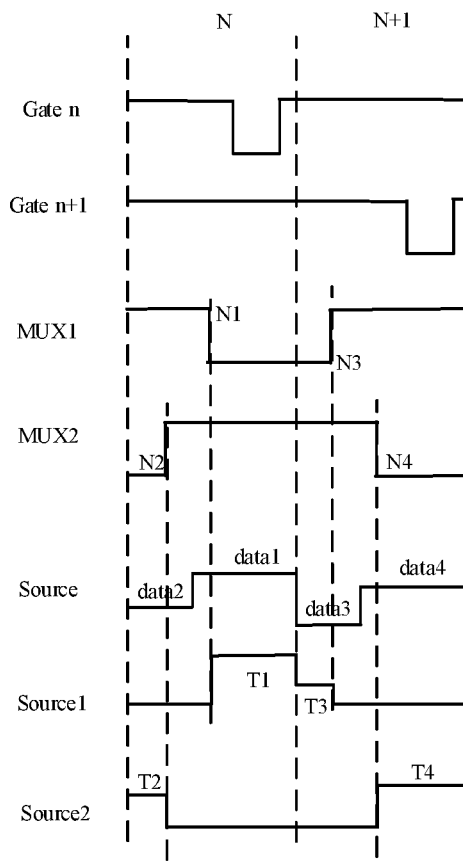 N N+1
Gate n
Gate n+1
MUX1 N1 N3
MUX2 N2 N4
Source data2 data1 data3 data4
Source1 T1 T3
Source2 T2 T4